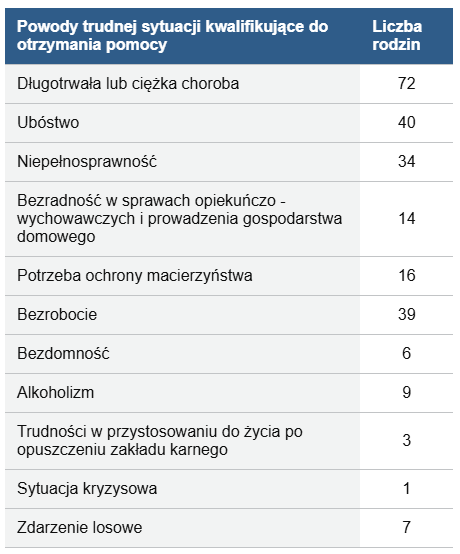 Powody trudnej sytuacji kwalifikujące do
otrzymania pomocy
Liczba
rodzin
Długotrwała lub ciężka choroba 72
Ubóstwo 40
Niepełnosprawność 34
Bezradność w sprawach opiekuńczo -
wychowawczych i prowadzenia gospodarstwa
domowego
14
Potrzeba ochrony macierzyństwa 16
Bezrobocie 39
Bezdomność 6
Alkoholizm 9
Trudności w przystosowaniu do życia po
opuszczeniu zakładu karnego
3
Sytuacja kryzysowa 1
Zdarzenie losowe 7